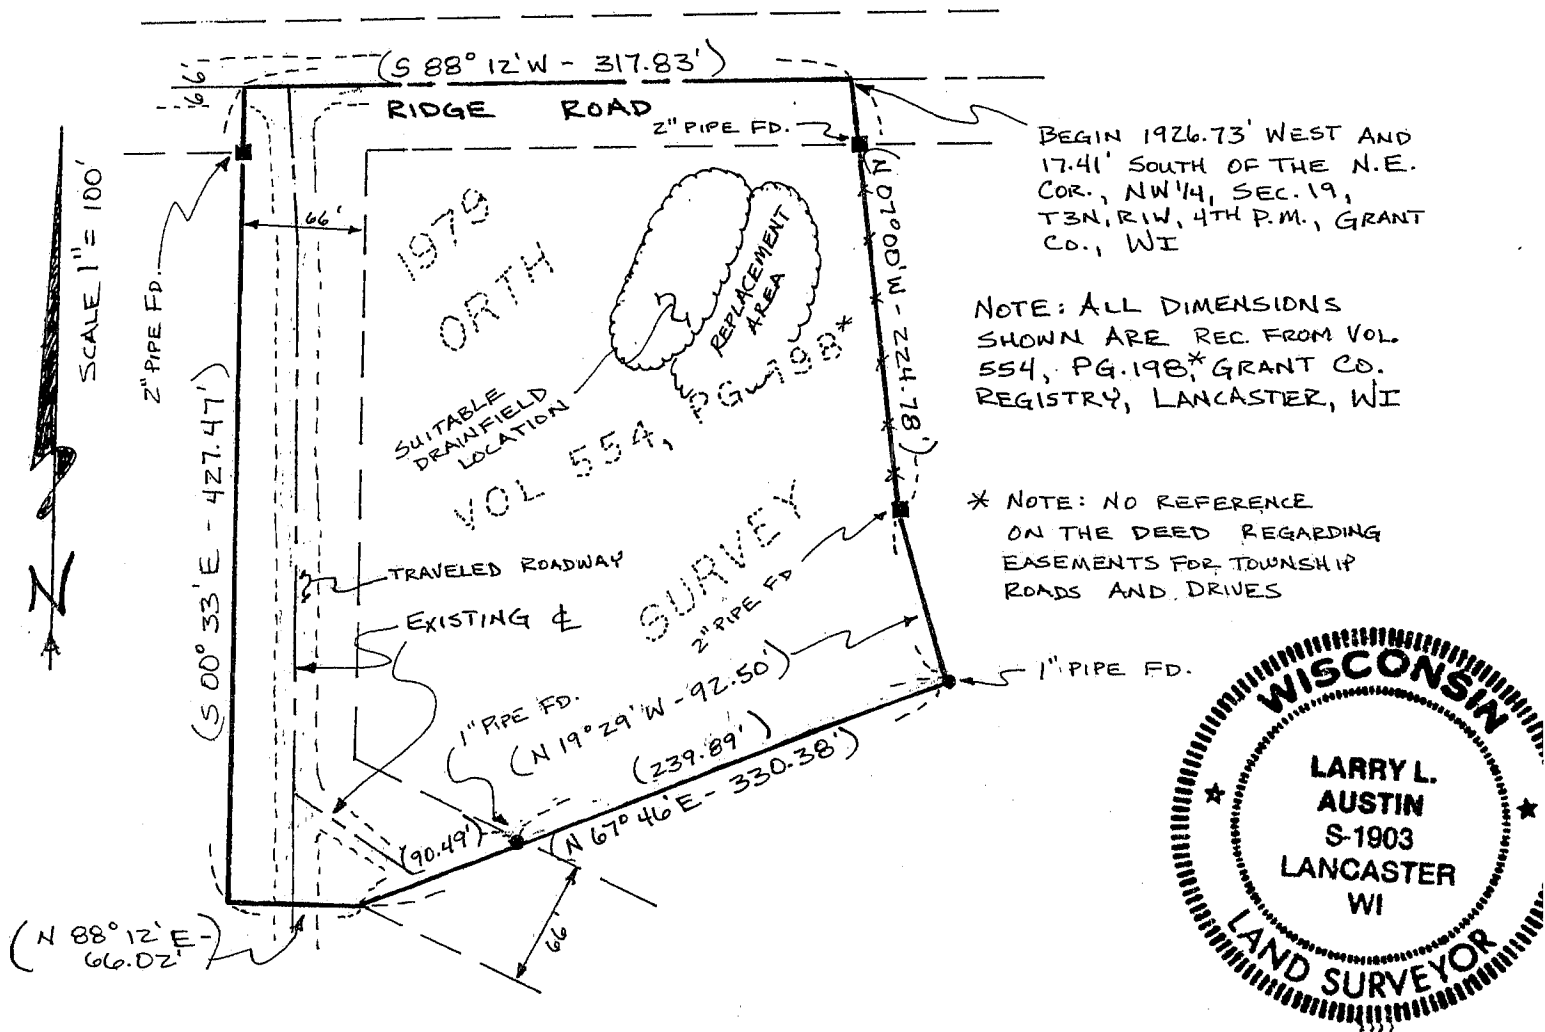 (S 88° 12' W - 317.83')
66'
RIDGE ROAD
2" PIPE FD.
BEGIN 1926.73' WEST AND
17.41' SOUTH OF THE N.E.
COR., NW 1/4, SEC. 19,
T3N, R1W, 4TH P.M., GRANT
CO., WI
SCALE 1" = 100'
N
2" PIPE FD.
66'
1979
ORTH
VOL 554, PG 198*
SURVEY
REPLACEMENT
AREA
SUITABLE
DRAINFIELD
LOCATION
(N 07° 00' W - 224.78')
NOTE: ALL DIMENSIONS
SHOWN ARE REC. FROM VOL.
554, PG. 198,* GRANT CO.
REGISTRY, LANCASTER, WI
* NOTE: NO REFERENCE
ON THE DEED REGARDING
EASEMENTS FOR TOWNSHIP
ROADS AND DRIVES
(S 00° 33' E - 427.47')
TRAVELED ROADWAY
EXISTING ℄
2" PIPE FD
1" PIPE FD.
1" PIPE FD.
(N 19° 29' W - 92.50')
(239.89')
(90.49')
(N 67° 46' E - 330.38')
66'
(N 88° 12' E -
66.02')
WISCONSIN
LARRY L.
AUSTIN
S-1903
LANCASTER
WI
LAND SURVEYOR